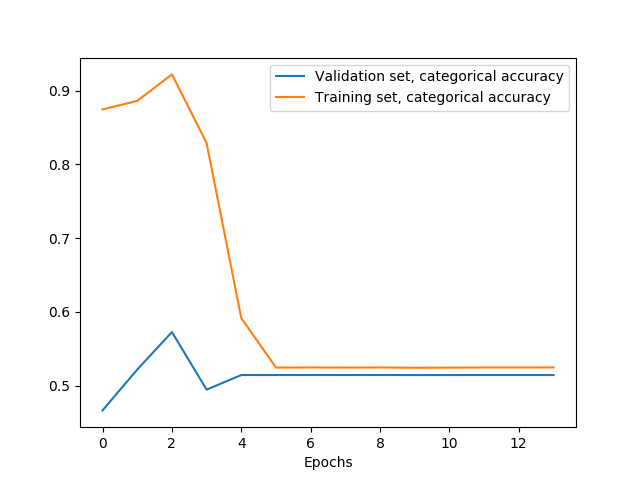 Validation set, categorical accuracy
Training set, categorical accuracy
0.9
0.8
0.7
0.6
0.5
0 2 4 6 8 10 12
Epochs